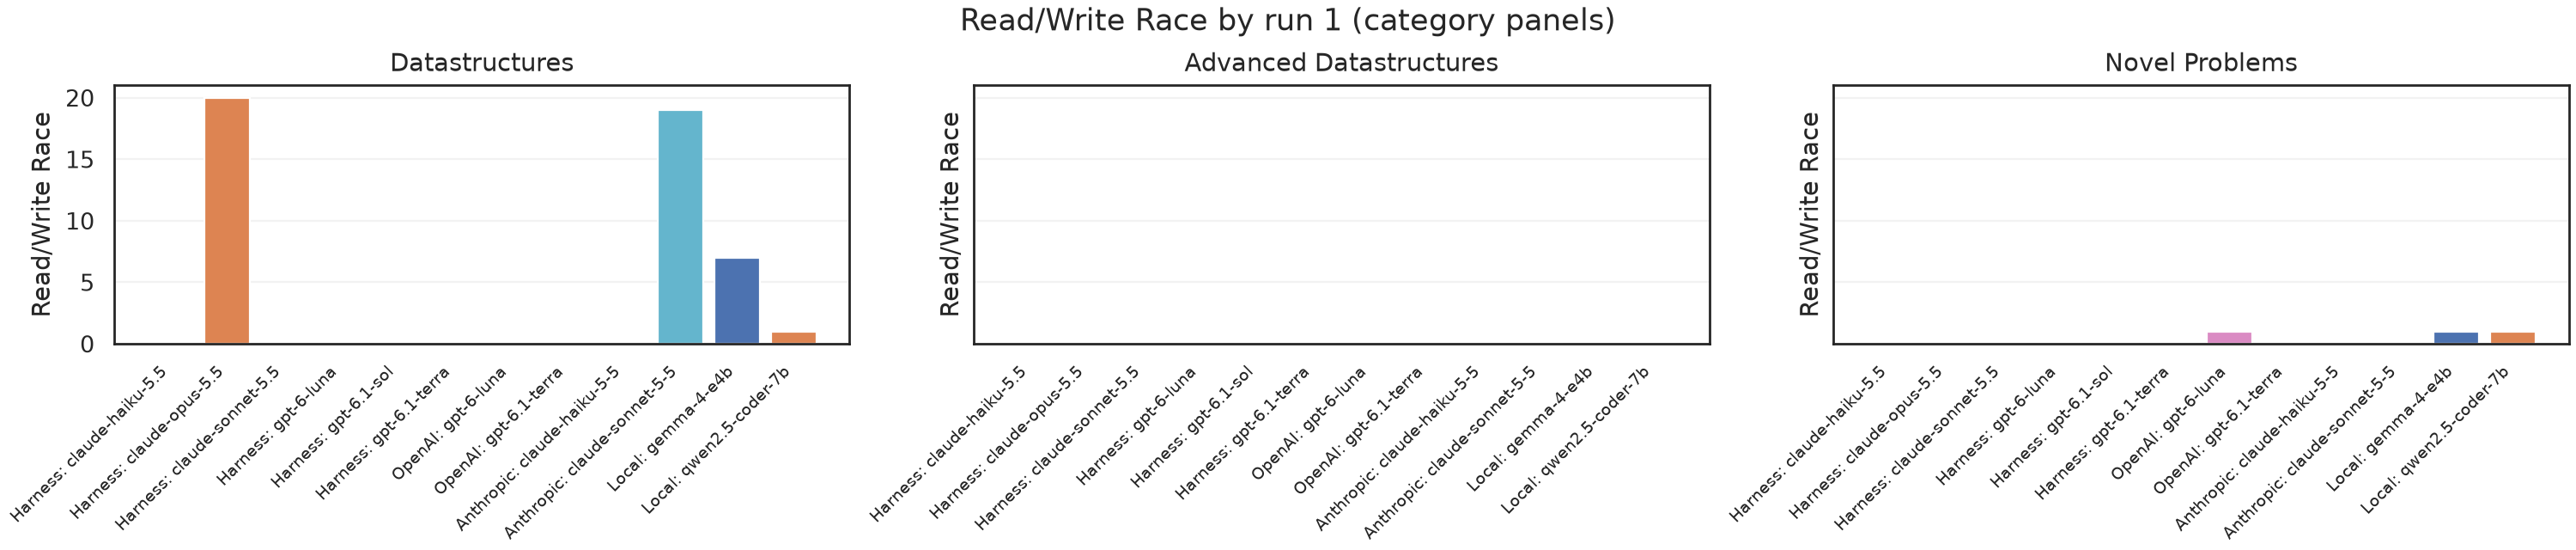 Read/Write Race by run 1 (category panels)
Datastructures
Read/Write Race
20
15
10
5
0
Harness: claude-haiku-5.5
Harness: claude-opus-5.5
Harness: claude-sonnet-5.5
Harness: gpt-6-luna
Harness: gpt-6.1-sol
Harness: gpt-6.1-terra
OpenAI: gpt-6-luna
OpenAI: gpt-6.1-terra
Anthropic: claude-haiku-5-5
Anthropic: claude-sonnet-5-5
Local: gemma-4-e4b
Local: qwen2.5-coder-7b
Advanced Datastructures
Read/Write Race
Harness: claude-haiku-5.5
Harness: claude-opus-5.5
Harness: claude-sonnet-5.5
Harness: gpt-6-luna
Harness: gpt-6.1-sol
Harness: gpt-6.1-terra
OpenAI: gpt-6-luna
OpenAI: gpt-6.1-terra
Anthropic: claude-haiku-5-5
Anthropic: claude-sonnet-5-5
Local: gemma-4-e4b
Local: qwen2.5-coder-7b
Novel Problems
Read/Write Race
Harness: claude-haiku-5.5
Harness: claude-opus-5.5
Harness: claude-sonnet-5.5
Harness: gpt-6-luna
Harness: gpt-6.1-sol
Harness: gpt-6.1-terra
OpenAI: gpt-6-luna
OpenAI: gpt-6.1-terra
Anthropic: claude-haiku-5-5
Anthropic: claude-sonnet-5-5
Local: gemma-4-e4b
Local: qwen2.5-coder-7b